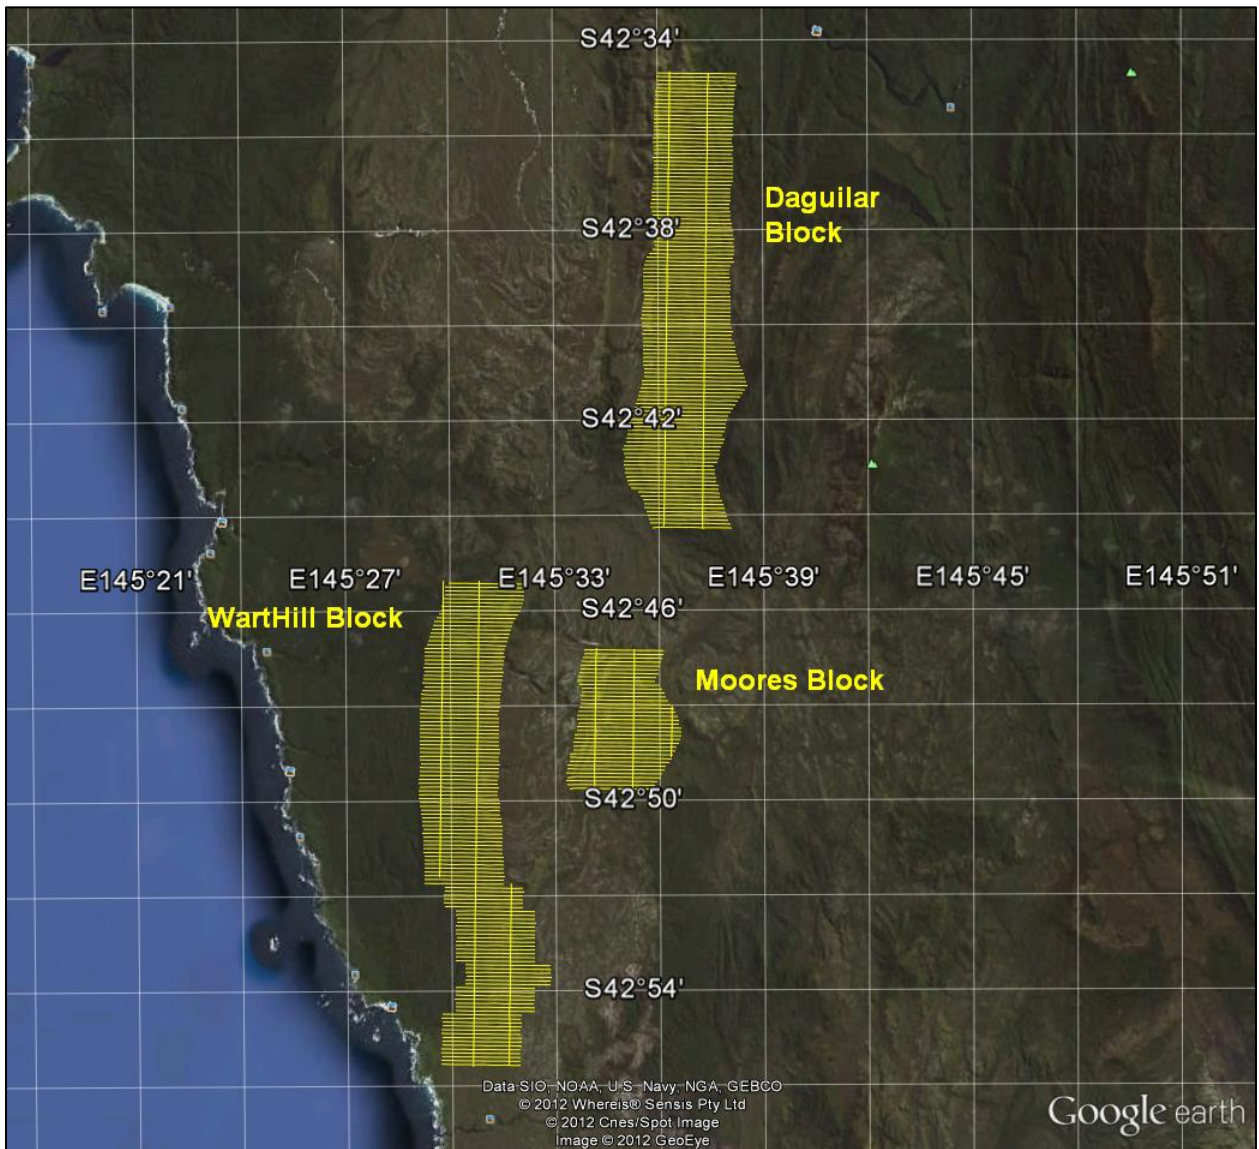 S42°34'
Daguilar
Block
S42°38'
S42°42'
E145°21'
E145°27'
E145°33'
E145°39'
E145°45'
E145°51'
WartHill Block
S42°46'
Moores Block
S42°50'
S42°54'
Data SIO, NOAA, U.S. Navy, NGA, GEBCO
© 2012 Whereis® Sensis Pty Ltd
© 2012 Cnes/Spot Image
Image © 2012 GeoEye
Google earth